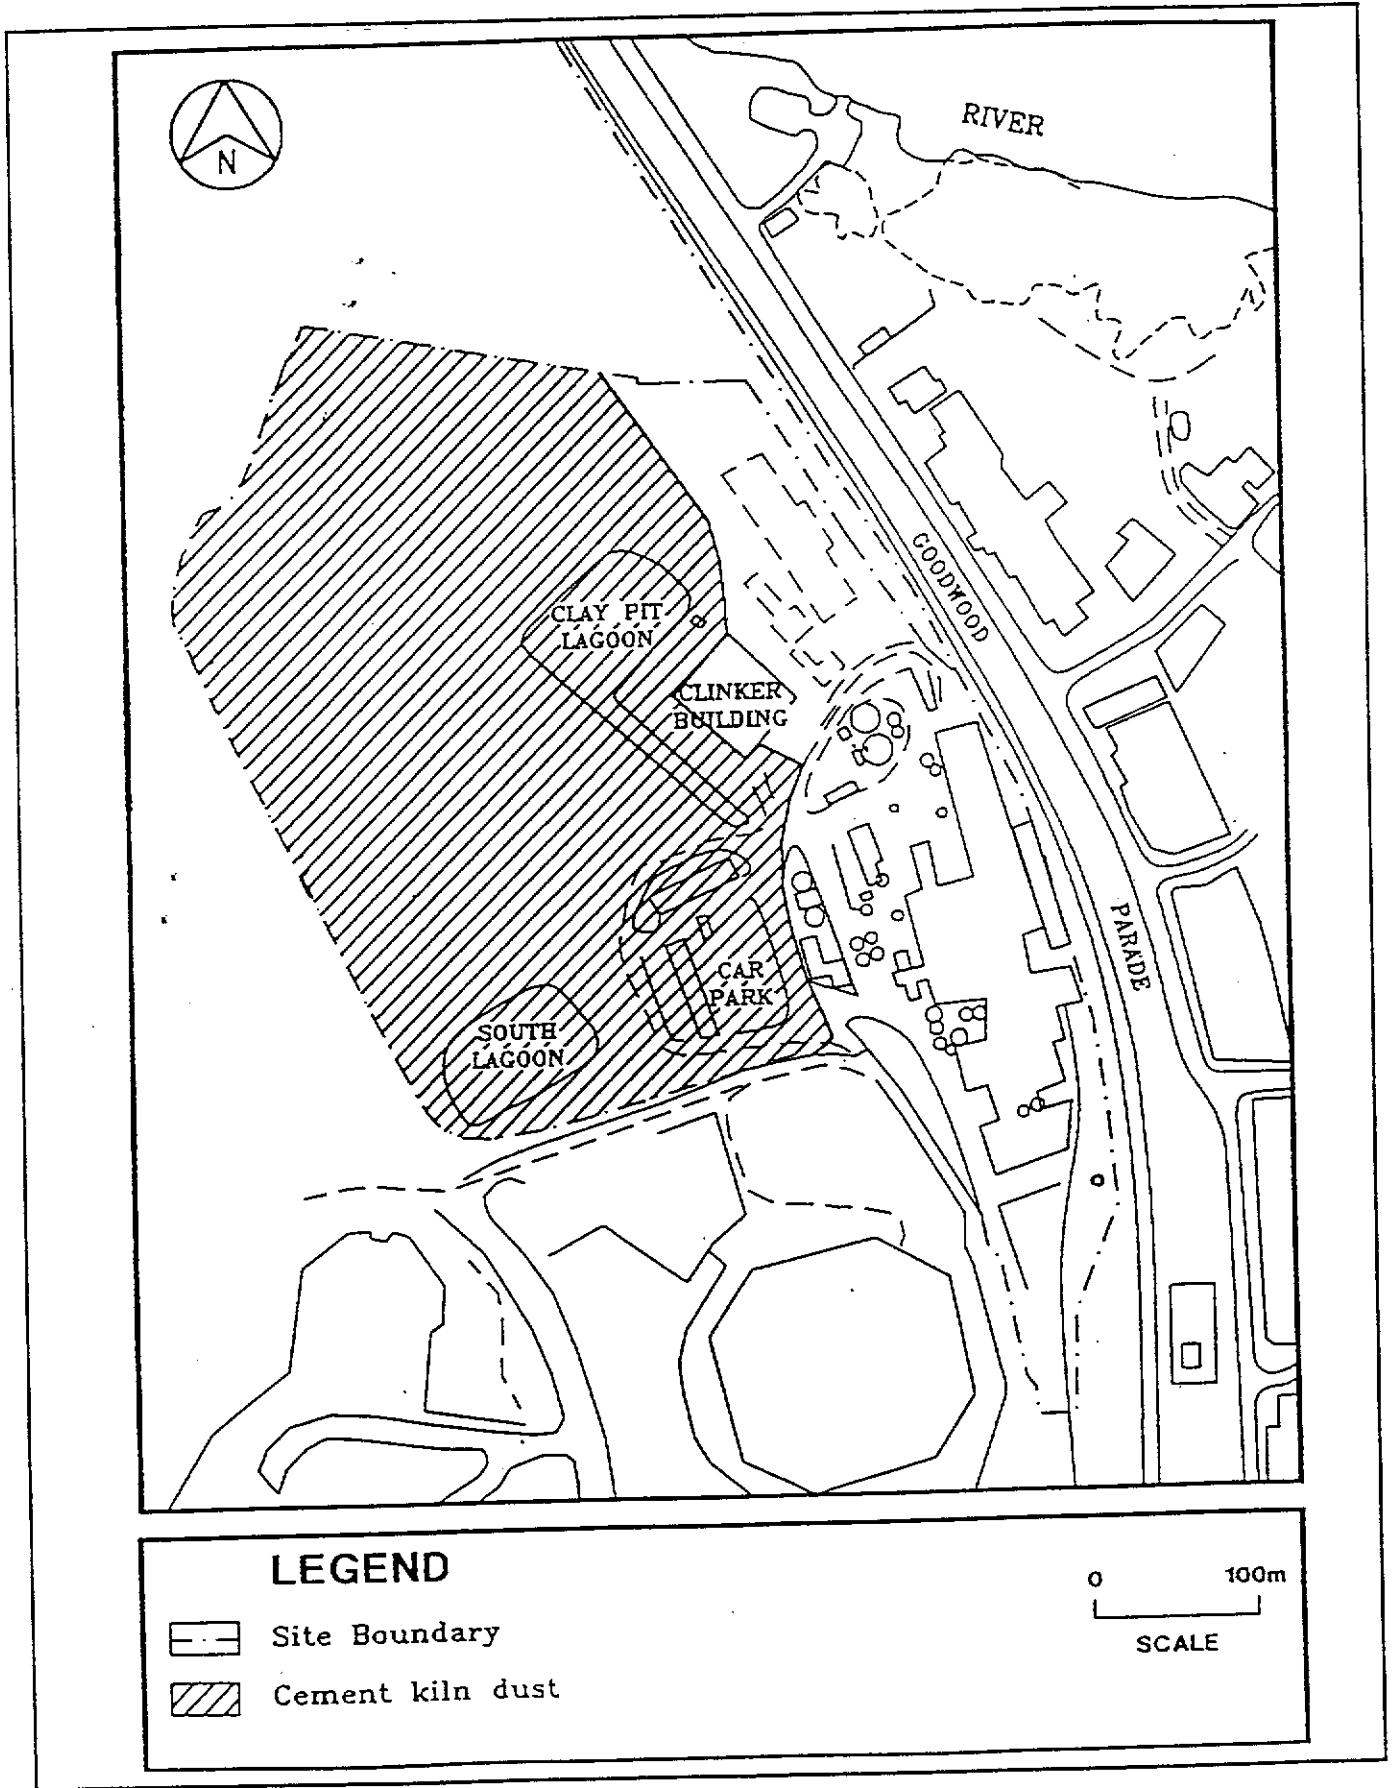 N
RIVER
GOODWOOD
CLAY PIT
LAGOON
CLINKER
BUILDING
PARADE
CAR
PARK
SOUTH
LAGOON
LEGEND
Site Boundary
Cement kiln dust
0 100m
SCALE